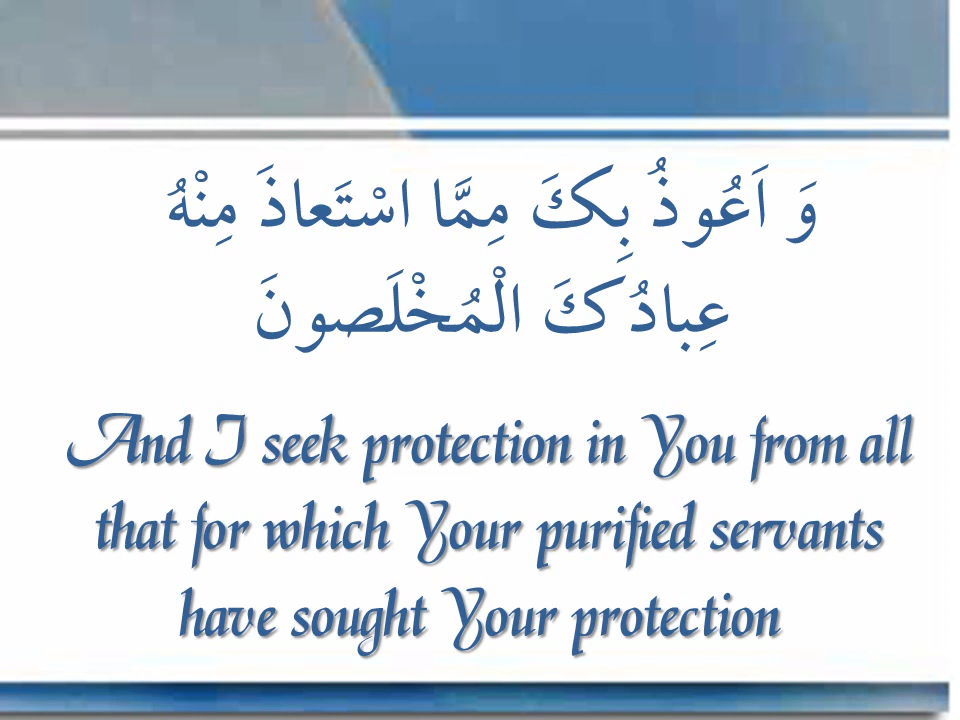 وَ اَعُوذُ بِكَ مِمَّا اسْتَعاذَ مِنْهُ
عِبادُكَ الْمُخْلَصونَ
And I seek protection in You from all
that for which Your purified servants
have sought Your protection